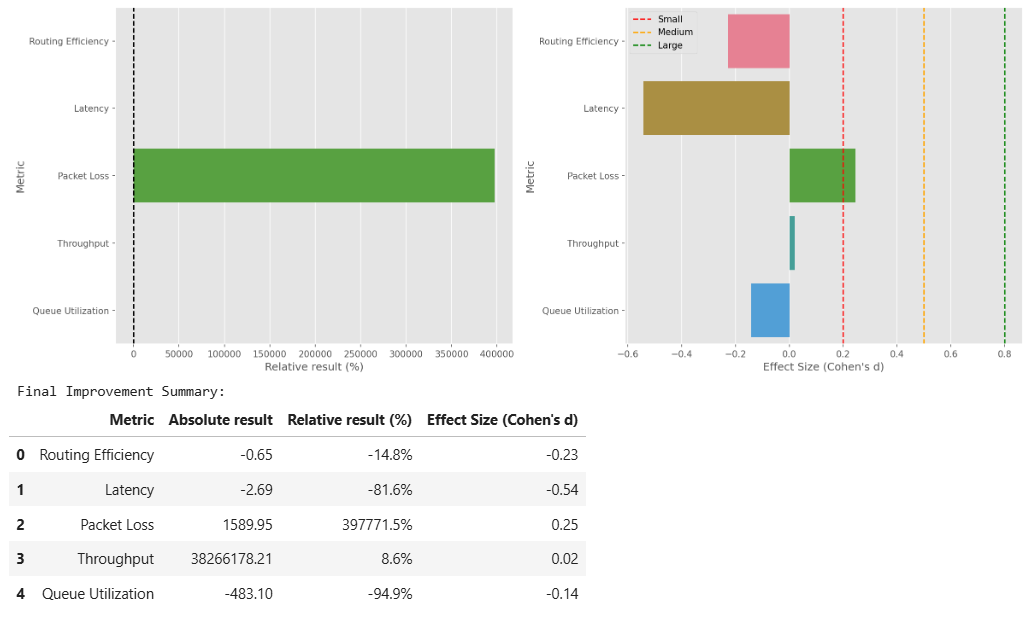 Metric
Routing Efficiency
Latency
Packet Loss
Throughput
Queue Utilization
0 50000 100000 150000 200000 250000 300000 350000 400000
Relative result (%)
Small
Medium
Large
Metric
Routing Efficiency
Latency
Packet Loss
Throughput
Queue Utilization
−0.6 −0.4 −0.2 0.0 0.2 0.4 0.6 0.8
Effect Size (Cohen's d)
Final Improvement Summary:
Metric Absolute result Relative result (%) Effect Size (Cohen's d)
0 Routing Efficiency -0.65 -14.8% -0.23
1 Latency -2.69 -81.6% -0.54
2 Packet Loss 1589.95 397771.5% 0.25
3 Throughput 38266178.21 8.6% 0.02
4 Queue Utilization -483.10 -94.9% -0.14